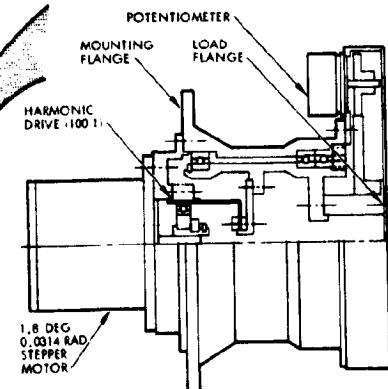 POTENTIOMETER
MOUNTING
FLANGE
LOAD
FLANGE
HARMONIC
DRIVE (100:1)
1.8 DEG
0.0314 RAD
STEPPER
MOTOR